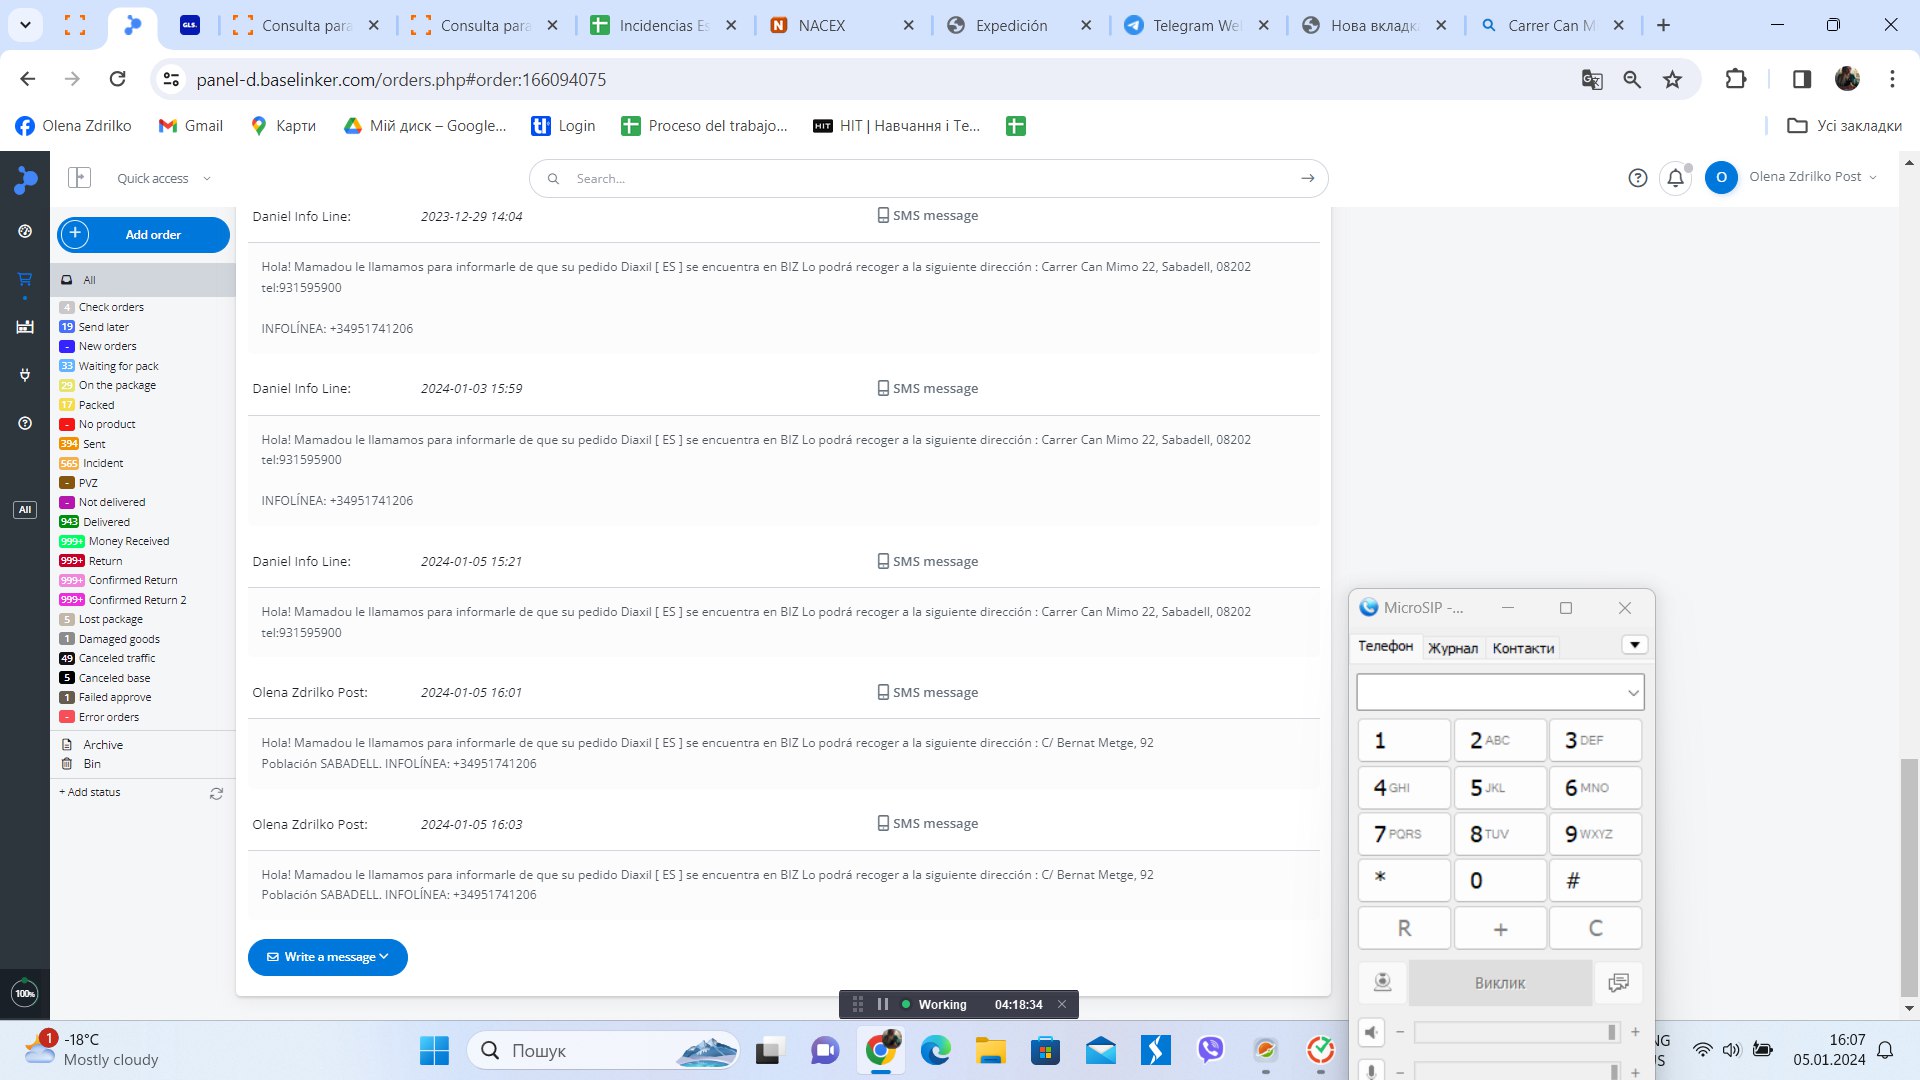 GLS.
Consulta para
Consulta para
Incidencias Es
NACEX
Expedición
Telegram We
Нова вкладка
Carrer Can M
panel-d.baselinker.com/orders.php#order:166094075
Olena Zdrilko
Gmail
Карти
Мій диск – Google...
Login
Proceso del trabajo...
HIT | Навчання і Те...
Усі закладки
Quick access
Search...
O
Olena Zdrilko Post
Add order
All
4 Check orders
19 Send later
- New orders
33 Waiting for pack
29 On the package
17 Packed
- No product
394 Sent
565 Incident
- PVZ
- Not delivered
943 Delivered
999+ Money Received
999+ Return
999+ Confirmed Return
999+ Confirmed Return 2
5 Lost package
1 Damaged goods
49 Canceled traffic
5 Canceled base
1 Failed approve
- Error orders
Archive
Bin
+ Add status
All
100%
Daniel Info Line: 2023-12-29 14:04 SMS message
Hola! Mamadou le llamamos para informarle de que su pedido Diaxil [ ES ] se encuentra en BIZ Lo podrá recoger a la siguiente dirección : Carrer Can Mimo 22, Sabadell, 08202
tel:931595900
INFOLÍNEA: +34951741206
Daniel Info Line: 2024-01-03 15:59 SMS message
Hola! Mamadou le llamamos para informarle de que su pedido Diaxil [ ES ] se encuentra en BIZ Lo podrá recoger a la siguiente dirección : Carrer Can Mimo 22, Sabadell, 08202
tel:931595900
INFOLÍNEA: +34951741206
Daniel Info Line: 2024-01-05 15:21 SMS message
Hola! Mamadou le llamamos para informarle de que su pedido Diaxil [ ES ] se encuentra en BIZ Lo podrá recoger a la siguiente dirección : Carrer Can Mimo 22, Sabadell, 08202
tel:931595900
Olena Zdrilko Post: 2024-01-05 16:01 SMS message
Hola! Mamadou le llamamos para informarle de que su pedido Diaxil [ ES ] se encuentra en BIZ Lo podrá recoger a la siguiente dirección : C/ Bernat Metge, 92
Población SABADELL. INFOLÍNEA: +34951741206
Olena Zdrilko Post: 2024-01-05 16:03 SMS message
Hola! Mamadou le llamamos para informarle de que su pedido Diaxil [ ES ] se encuentra en BIZ Lo podrá recoger a la siguiente dirección : C/ Bernat Metge, 92
Población SABADELL. INFOLÍNEA: +34951741206
Write a message
Working 04:18:34
MicroSIP -...
Телефон Журнал Контакти
1 2 ABC 3 DEF
4 GHI 5 JKL 6 MNO
7 PQRS 8 TUV 9 WXYZ
* 0 #
R + C
Виклик
1
-18°C
Mostly cloudy
Пошук
16:07
05.01.2024